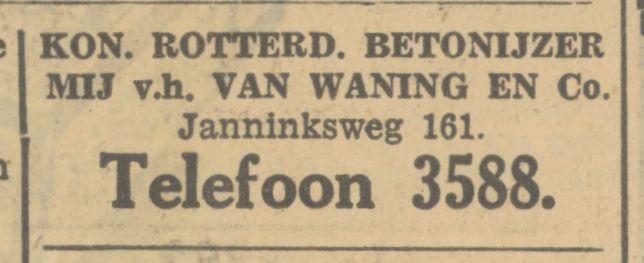 KON. ROTTERD. BETONIJZER
MIJ v.h. VAN WANING EN Co.
Janninksweg 161.
Telefoon 3588.